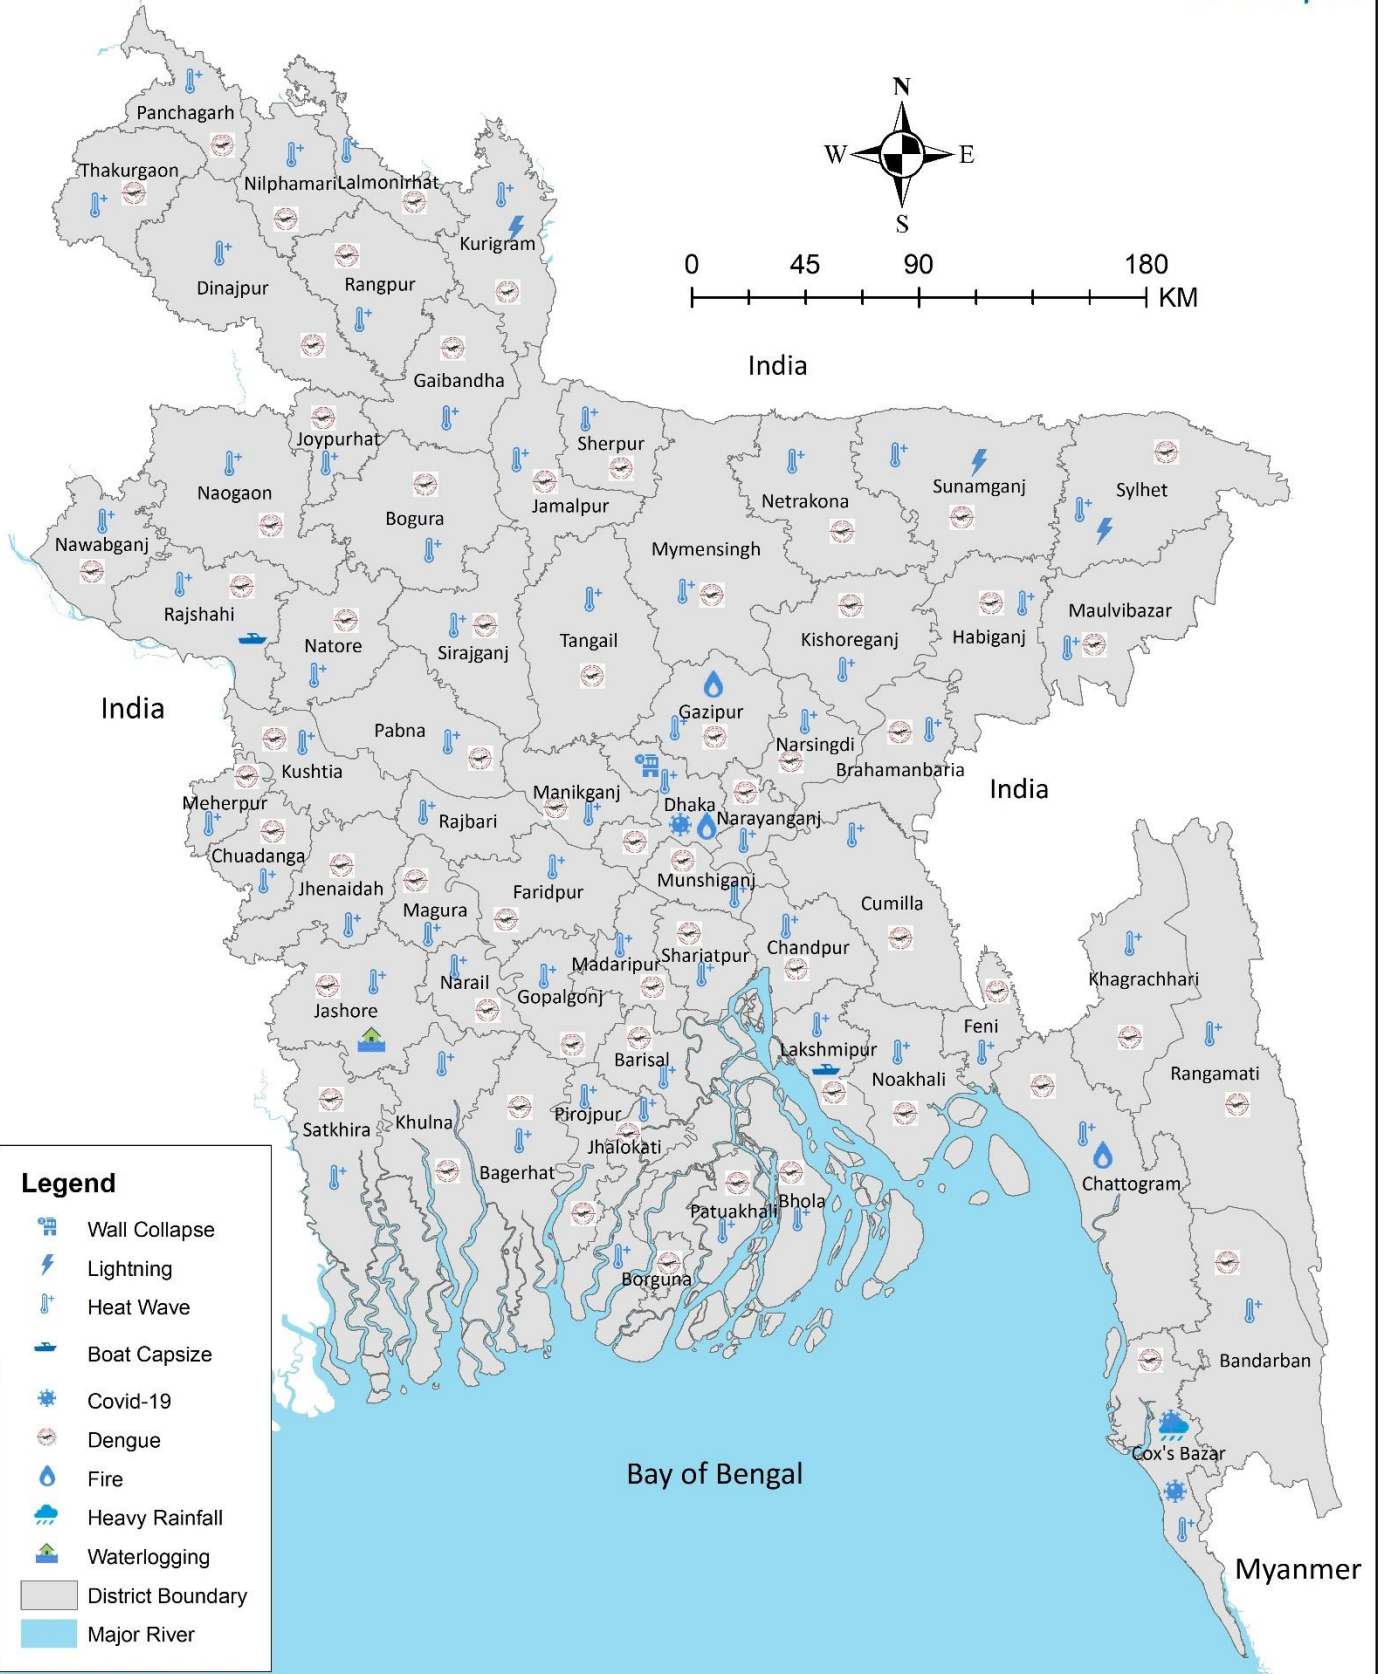 Panchagarh
N
Thakurgaon
W
E
Nilphamari
Lalmonirhat
S
Kurigram
0
45
90
180
Dinajpur
Rangpur
KM
India
Gaibandha
Joypurhat
Sherpur
Naogaon
Netrakona
Sunamganj
Sylhet
Jamalpur
Bogura
Nawabganj
Mymensingh
Rajshahi
Maulvibazar
Natore
Sirajganj
Tangail
Kishoreganj
Habiganj
India
Gazipur
Pabna
Narsingdi
Kushtia
Brahamanbaria
India
Manikganj
Meherpur
Dhaka
Rajbari
Narayanganj
Chuadanga
Jhenaidah
Faridpur
Munshiganj
Magura
Cumilla
Chandpur
Shariatpur
Madaripur
Khagrachhari
Narail
Gopalgonj
Jashore
Feni
Lakshmipur
Barisal
Noakhali
Rangamati
Pirojpur
Khulna
Satkhira
Jhalokati
Bagerhat
Chattogram
Bhola
Patuakhali
Borguna
Bandarban
Cox's Bazar
Bay of Bengal
Myanmer
Legend
Wall Collapse
Lightning
Heat Wave
Boat Capsize
Covid-19
Dengue
Fire
Heavy Rainfall
Waterlogging
District Boundary
Major River